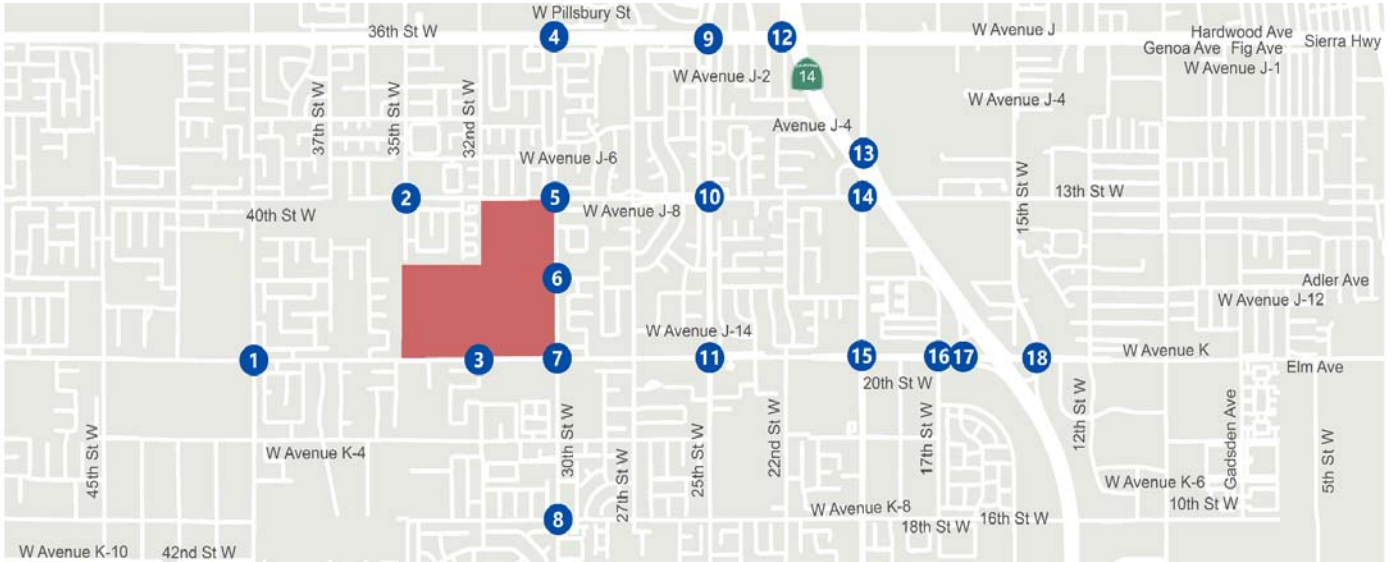 W Pillsbury St
36th St W
4
9
12
W Avenue J
Hardwood Ave
Genoa Ave
Fig Ave
Sierra Hwy
W Avenue J-1
W Avenue J-2
14
W Avenue J-4
37th St W
35th St W
32nd St W
Avenue J-4
13
W Avenue J-6
2
5
10
14
15th St W
13th St W
40th St W
W Avenue J-8
6
Adler Ave
W Avenue J-12
W Avenue J-14
1
3
7
11
15
16
17
18
W Avenue K
20th St W
Elm Ave
45th St W
W Avenue K-4
30th St W
27th St W
25th St W
22nd St W
17th St W
12th St W
Gadsden Ave
5th St W
W Avenue K-6
10th St W
8
W Avenue K-8
18th St W
16th St W
W Avenue K-10
42nd St W